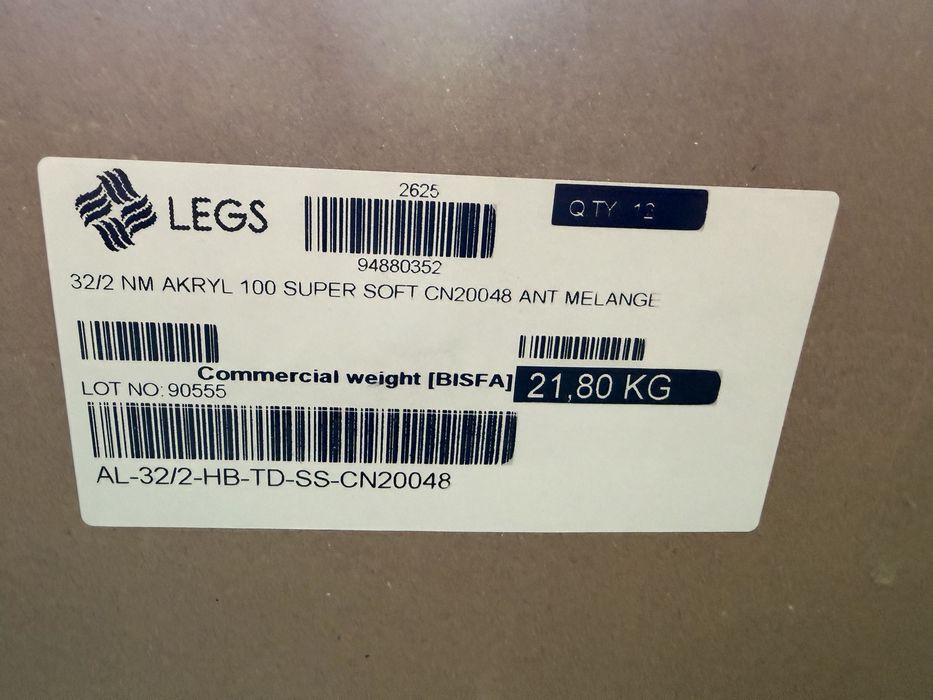 LEGS
2625
94880352
QTY 12
32/2 NM AKRYL 100 SUPER SOFT CN20048 ANT MELANGE
Commercial weight [BISFA] 21,80 KG
LOT NO: 90555
AL-32/2-HB-TD-SS-CN20048